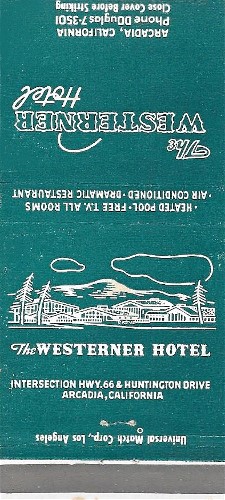 ARCADIA, CALIFORNIA
Phone DOuglas 7-3501
Close Cover Before Striking
The
WESTERNER
Hotel
• HEATED POOL • FREE T.V. ALL ROOMS
• AIR CONDITIONED • DRAMATIC RESTAURANT
The WESTERNER HOTEL
INTERSECTION HWY. 66 & HUNTINGTON DRIVE
ARCADIA, CALIFORNIA
Universal Match Corp., Los Angeles